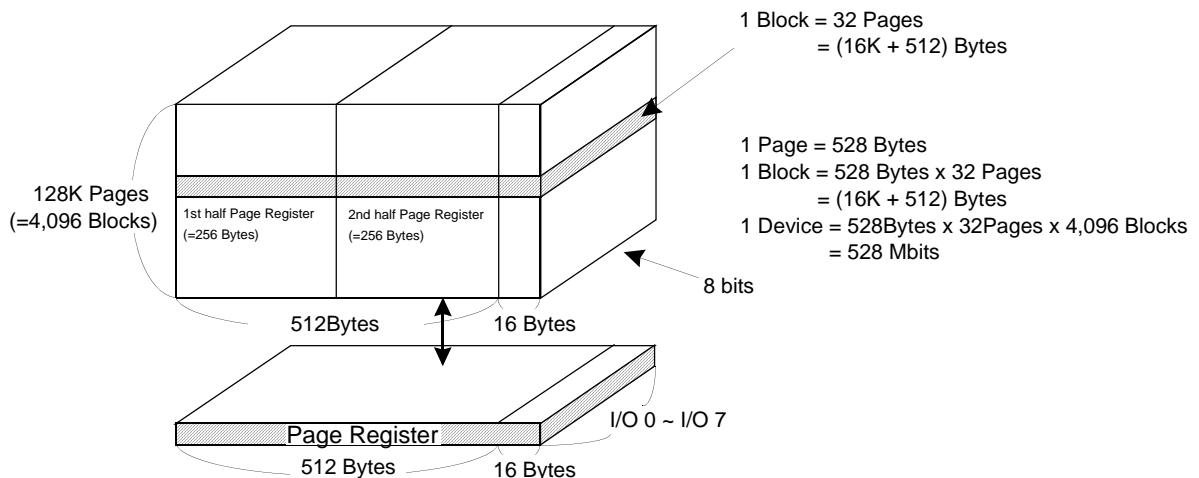 1 Block = 32 Pages
= (16K + 512) Bytes
1 Page = 528 Bytes
1 Block = 528 Bytes x 32 Pages
= (16K + 512) Bytes
1 Device = 528Bytes x 32Pages x 4,096 Blocks
= 528 Mbits
128K Pages
(=4,096 Blocks)
1st half Page Register
(=256 Bytes)
2nd half Page Register
(=256 Bytes)
8 bits
512Bytes
16 Bytes
I/O 0 ~ I/O 7
Page Register
512 Bytes
16 Bytes